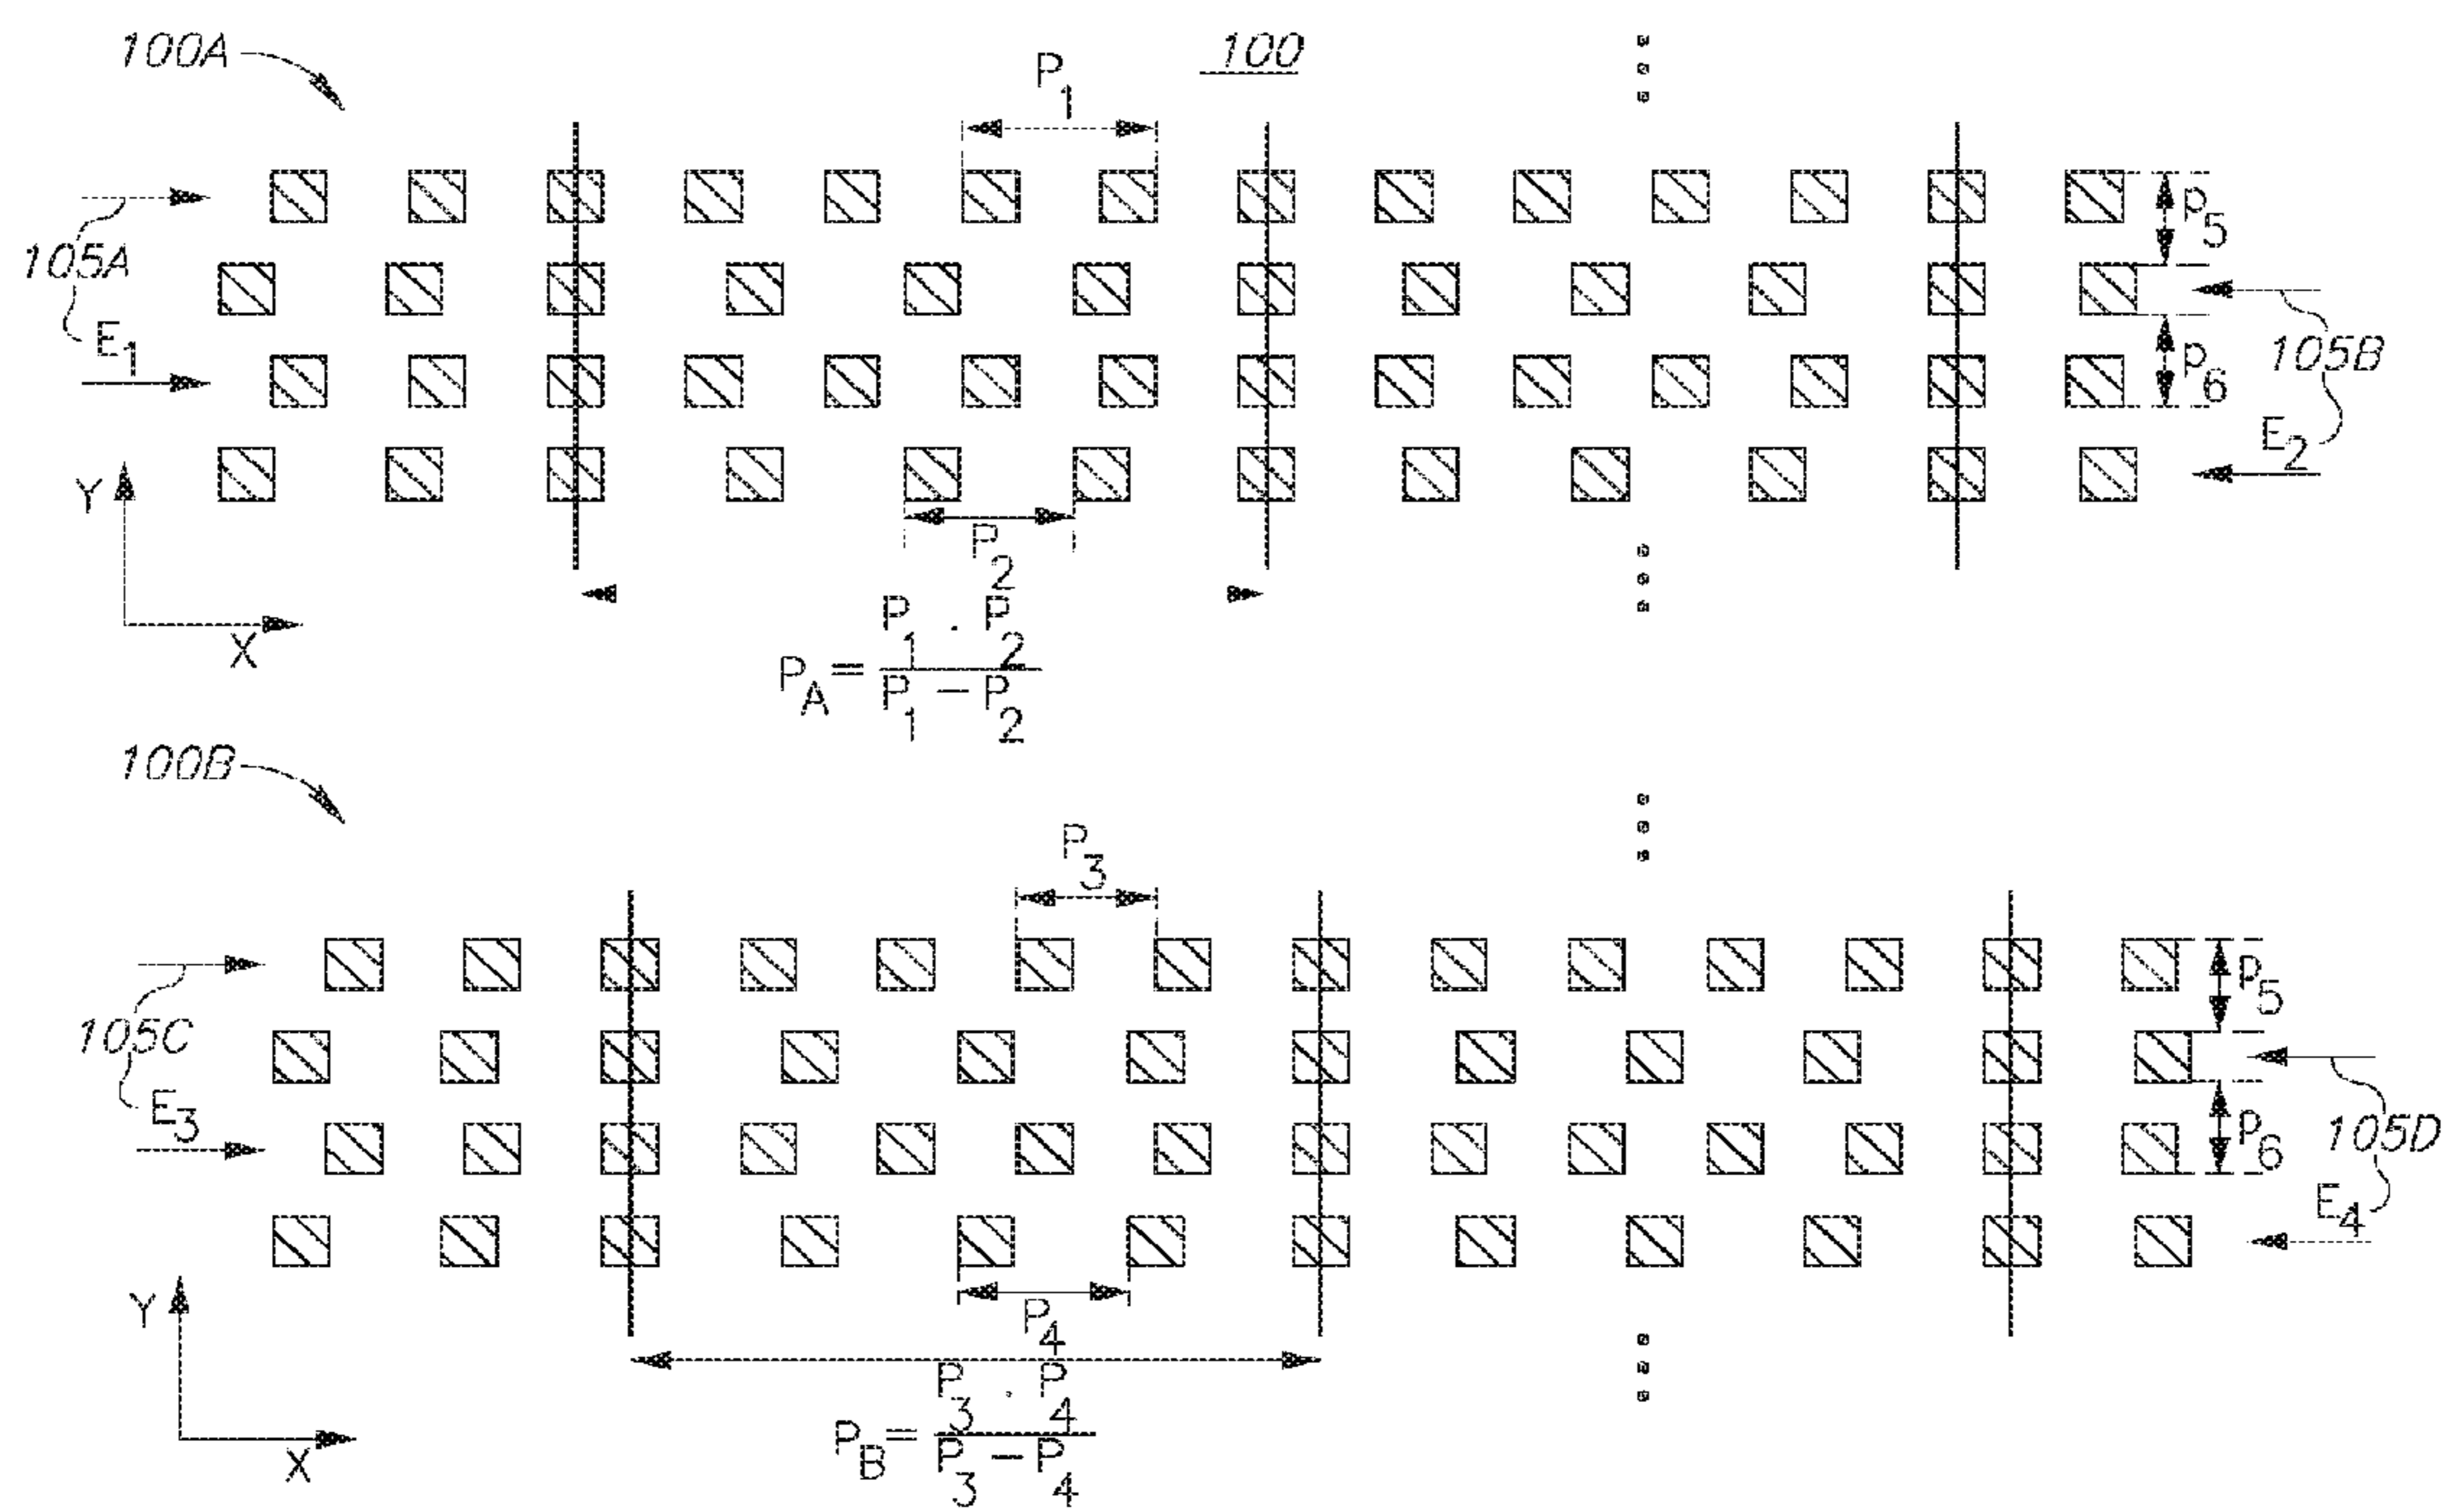 100A
100
P1
105A
E1
P5
P6
105B
E2
Y
X
P2
PA = P1 . P2 / P1 − P2
100B
P3
105C
E3
P5
P6
105D
E4
Y
X
P4
PB = P3 . P4 / P3 − P4